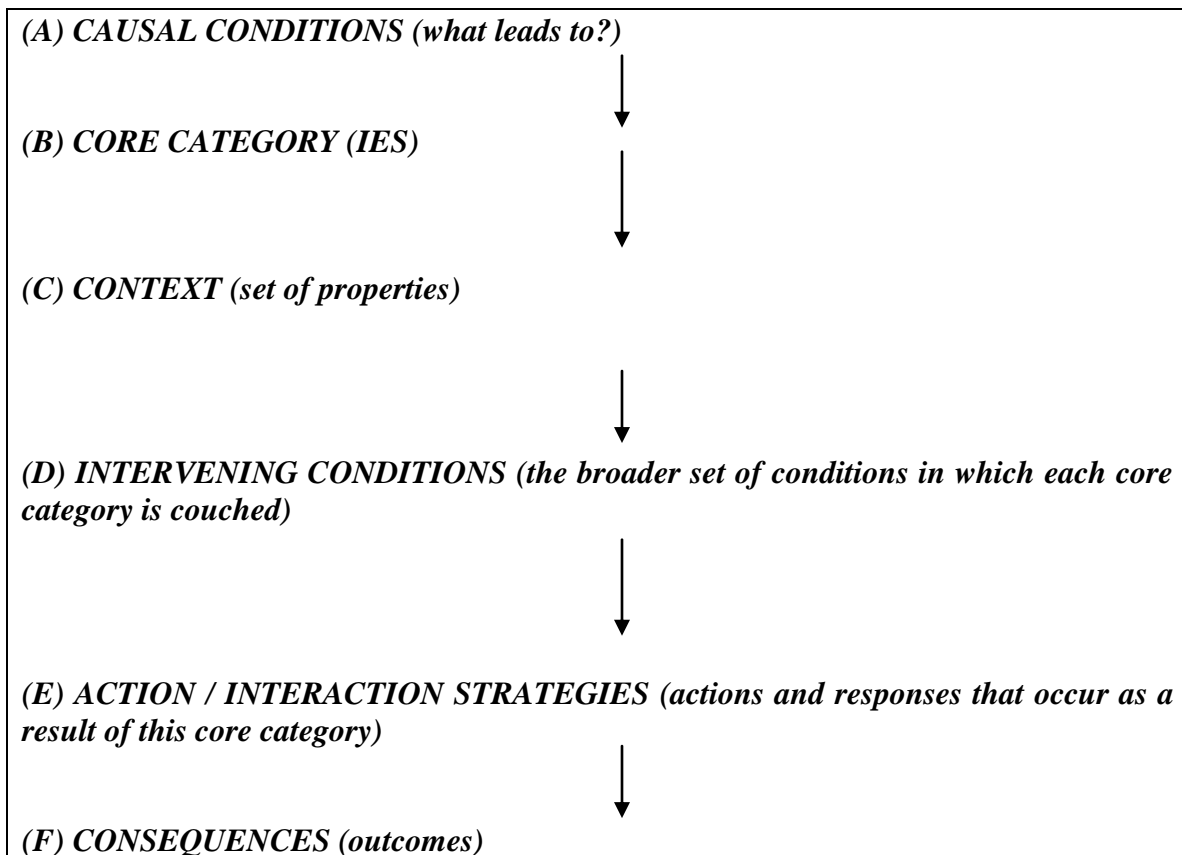 (A) CAUSAL CONDITIONS (what leads to?)
(B) CORE CATEGORY (IES)
(C) CONTEXT (set of properties)
(D) INTERVENING CONDITIONS (the broader set of conditions in which each core
category is couched)
(E) ACTION / INTERACTION STRATEGIES (actions and responses that occur as a
result of this core category)
(F) CONSEQUENCES (outcomes)